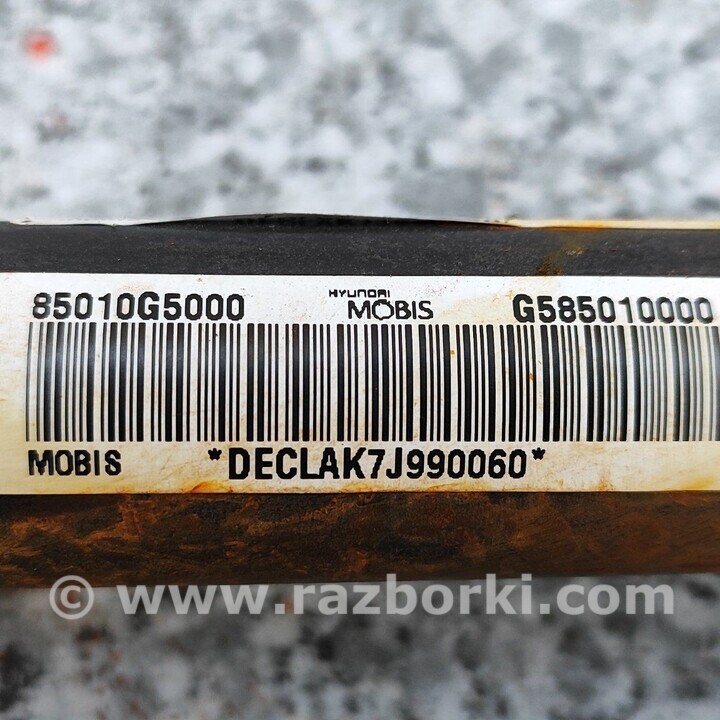 85010G5000 HYUNDAI MOBIS G585010000
MOBIS *DECLAK7J990060*
© www.razborki.com